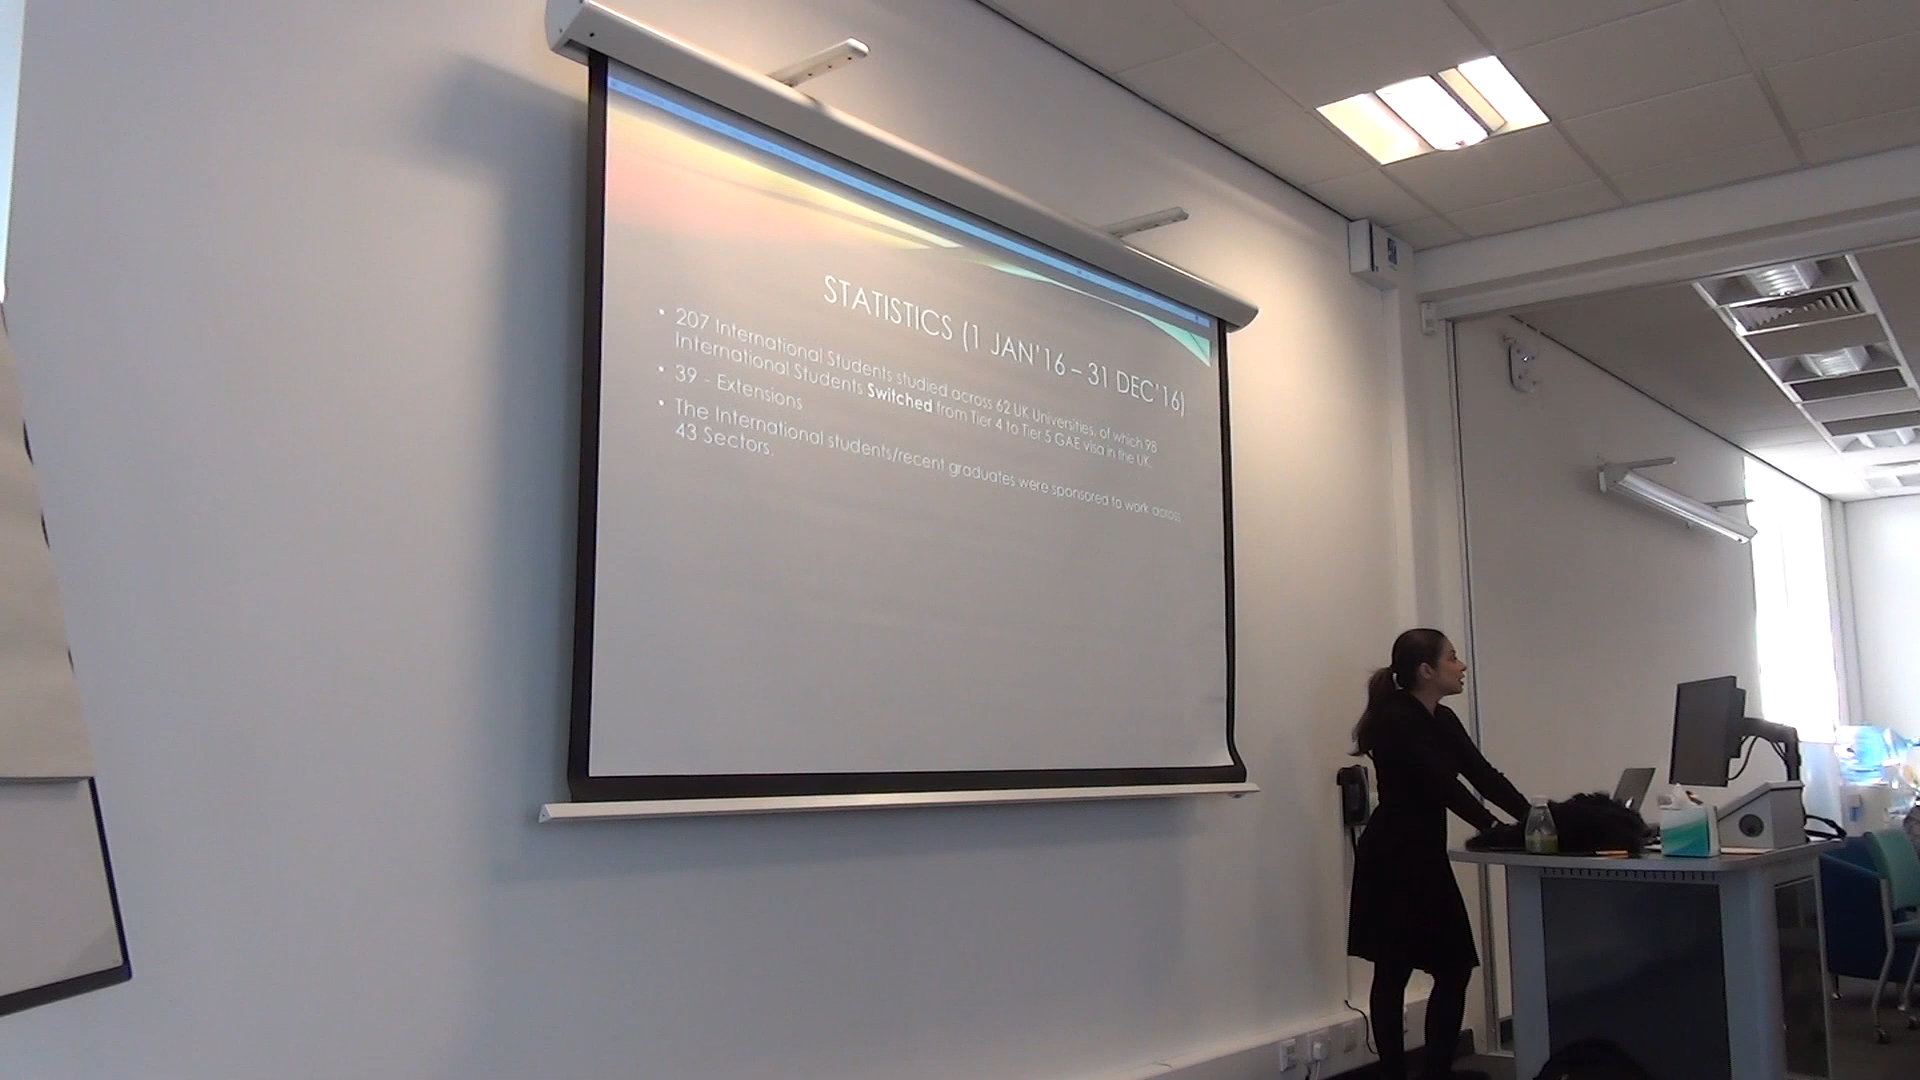 STATISTICS (1 JAN'16 – 31 DEC'16)
• 207 International Students studied across 62 UK Universities, of which 98
International Students Switched from Tier 4 to Tier 5 GAE visa in the UK.
• 39 - Extensions
• The International students/recent graduates were sponsored to work across
43 Sectors.